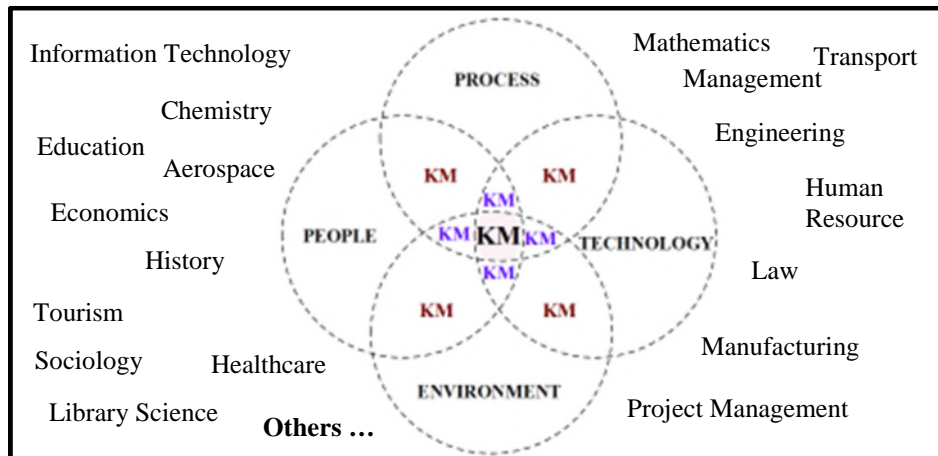 Information Technology
Mathematics
Transport
Management
PROCESS
Chemistry
Engineering
Education
Aerospace
KM
KM
Human
Resource
Economics
KM
PEOPLE
KM
KM
KM
TECHNOLOGY
History
KM
Law
Tourism
KM
KM
Sociology
Healthcare
Manufacturing
ENVIRONMENT
Library Science
Project Management
Others …